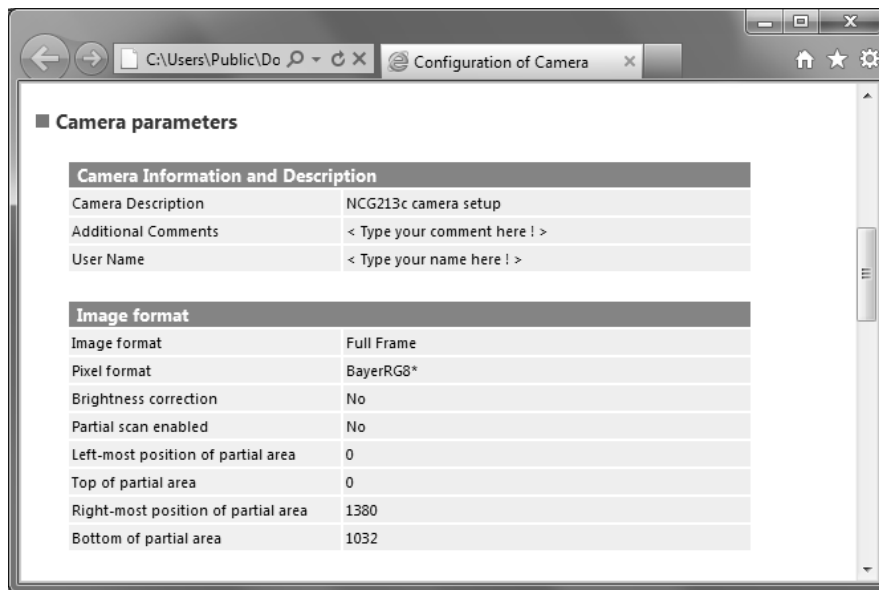 C:\Users\Public\Do
Configuration of Camera
Camera parameters
Camera Information and Description
Camera Description NCG213c camera setup
Additional Comments < Type your comment here ! >
User Name < Type your name here ! >
Image format
Image format Full Frame
Pixel format BayerRG8*
Brightness correction No
Partial scan enabled No
Left-most position of partial area 0
Top of partial area 0
Right-most position of partial area 1380
Bottom of partial area 1032